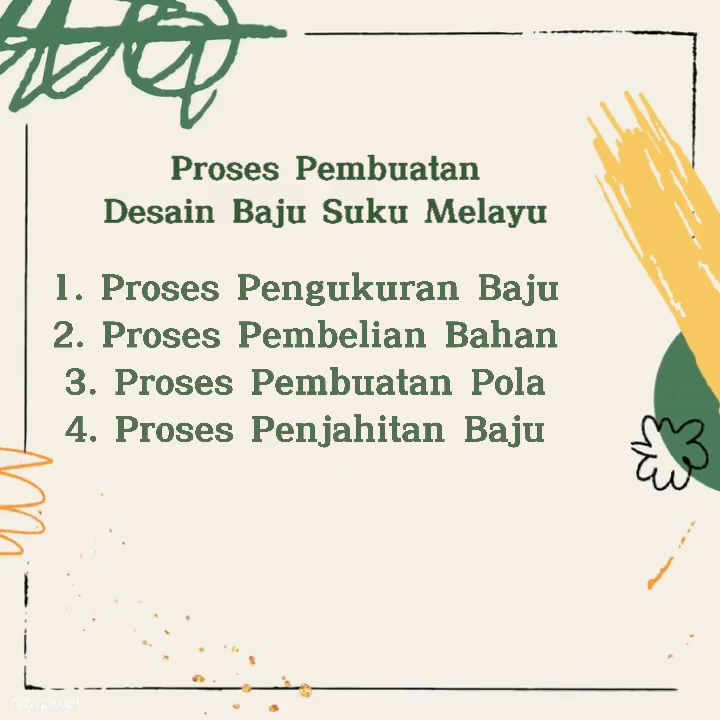 Proses Pembuatan
Desain Baju Suku Melayu
1. Proses Pengukuran Baju
2. Proses Pembelian Bahan
3. Proses Pembuatan Pola
4. Proses Penjahitan Baju
rawpixel